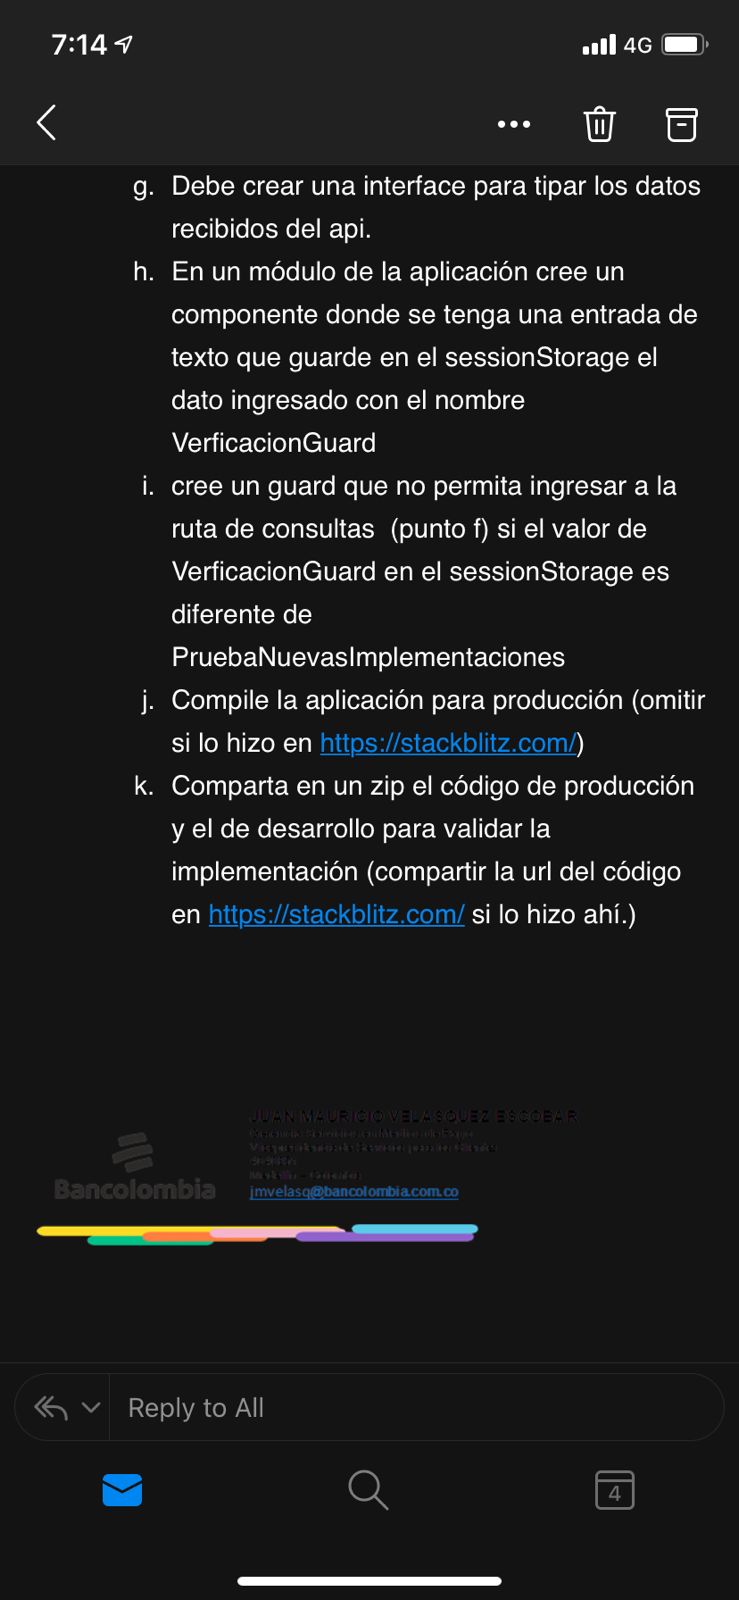 7:14
4G
g. Debe crear una interface para tipar los datos
recibidos del api.
h. En un módulo de la aplicación cree un
componente donde se tenga una entrada de
texto que guarde en el sessionStorage el
dato ingresado con el nombre
VerficacionGuard
i. cree un guard que no permita ingresar a la
ruta de consultas (punto f) si el valor de
VerficacionGuard en el sessionStorage es
diferente de
PruebaNuevasImplementaciones
j. Compile la aplicación para producción (omitir
si lo hizo en https://stackblitz.com/)
k. Comparta en un zip el código de producción
y el de desarrollo para validar la
implementación (compartir la url del código
en https://stackblitz.com/ si lo hizo ahí.)
JUAN MAURICIO VELASQUEZ ESCOBAR
Bancolombia
jmvelasq@bancolombia.com.co
Reply to All
4